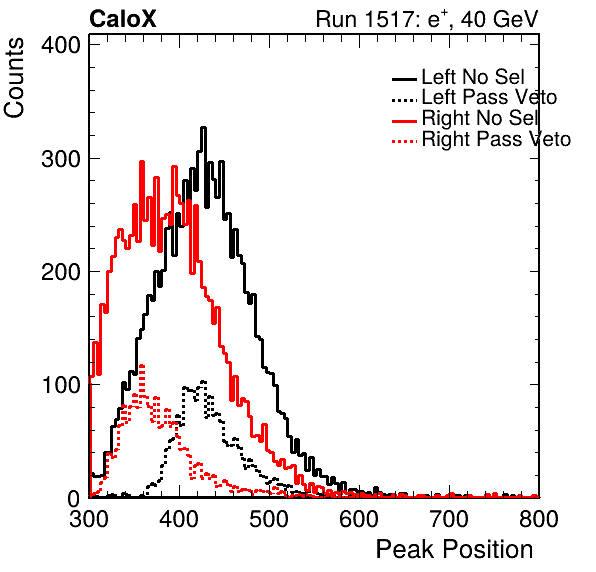 CaloX
Run 1517: e⁺, 40 GeV
Counts
400
300
200
100
0
Left No Sel
Left Pass Veto
Right No Sel
Right Pass Veto
300 400 500 600 700 800
Peak Position